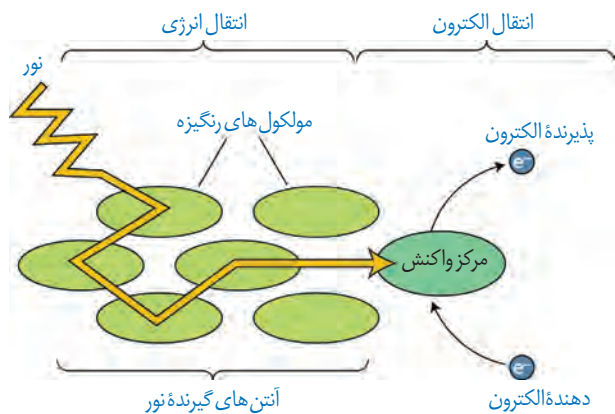 انتقال الکترون
انتقال انرژی
نور
مولکول‌های رنگیزه
پذیرندهٔ الکترون
e⁻
مرکز واکنش
e⁻
دهندهٔ الکترون
آنتن‌های گیرندهٔ نور